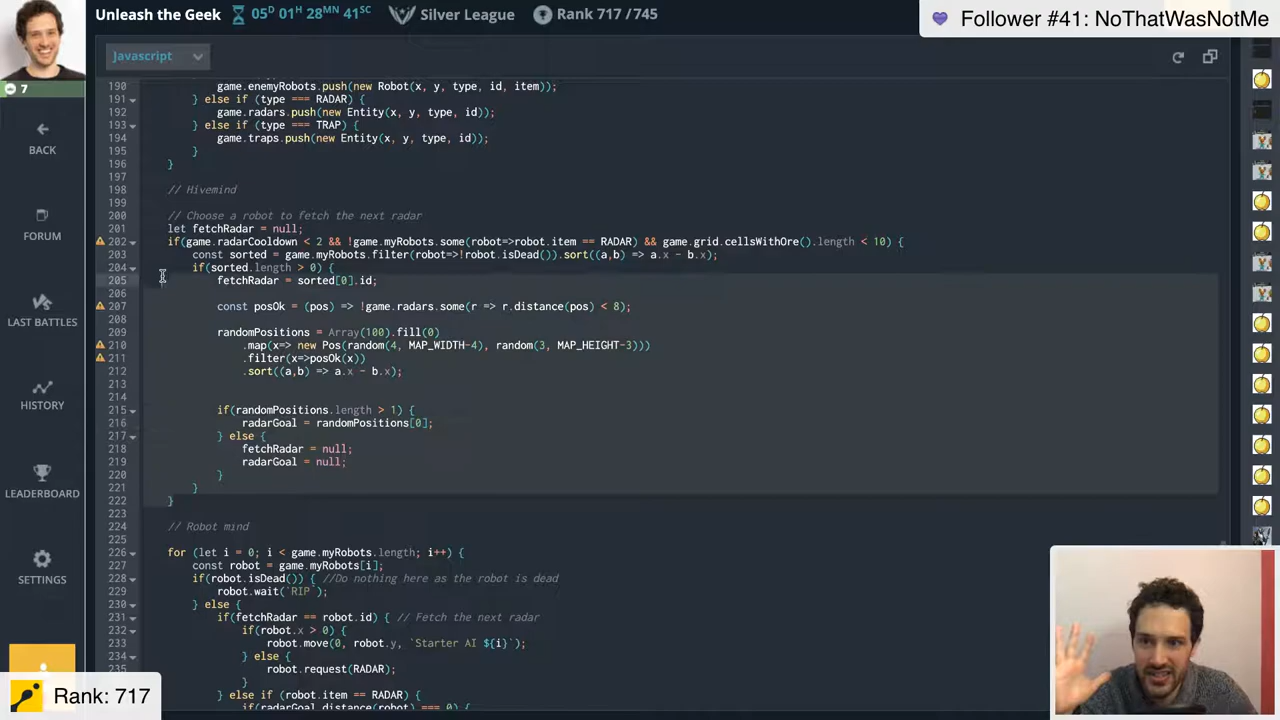 Unleash the Geek
05D 01H 28MN 41SC
Silver League
Rank 717 / 745
Follower #41: NoThatWasNotMe
7
BACK
FORUM
LAST BATTLES
HISTORY
LEADERBOARD
SETTINGS
Rank: 717
Javascript
190 game.enemyRobots.push(new Robot(x, y, type, id, item));
191 } else if (type === RADAR) {
192 game.radars.push(new Entity(x, y, type, id));
193 } else if (type === TRAP) {
194 game.traps.push(new Entity(x, y, type, id));
195 }
196 }
197
198 // Hivemind
199
200 // Choose a robot to fetch the next radar
201 let fetchRadar = null;
202 if(game.radarCooldown < 2 && !game.myRobots.some(robot=>robot.item == RADAR) && game.grid.cellsWithOre().length < 10) {
203 const sorted = game.myRobots.filter(robot=>!robot.isDead()).sort((a,b) => a.x - b.x);
204 if(sorted.length > 0) {
205 fetchRadar = sorted[0].id;
206
207 const posOk = (pos) => !game.radars.some(r => r.distance(pos) < 8);
208
209 randomPositions = Array(100).fill(0)
210 .map(x=> new Pos(random(4, MAP_WIDTH-4), random(3, MAP_HEIGHT-3)))
211 .filter(x=>posOk(x))
212 .sort((a,b) => a.x - b.x);
213
214
215 if(randomPositions.length > 1) {
216 radarGoal = randomPositions[0];
217 } else {
218 fetchRadar = null;
219 radarGoal = null;
220 }
221 }
222 }
223
224 // Robot mind
225
226 for (let i = 0; i < game.myRobots.length; i++) {
227 const robot = game.myRobots[i];
228 if(robot.isDead()) { //Do nothing here as the robot is dead
229 robot.wait(`RIP`);
230 } else {
231 if(fetchRadar == robot.id) { // Fetch the next radar
232 if(robot.x > 0) {
233 robot.move(0, robot.y, `Starter AI ${i}`);
234 } else {
235 robot.request(RADAR);
}
} else if (robot.item == RADAR) {
if(radarGoal.distance(robot) === 0) {